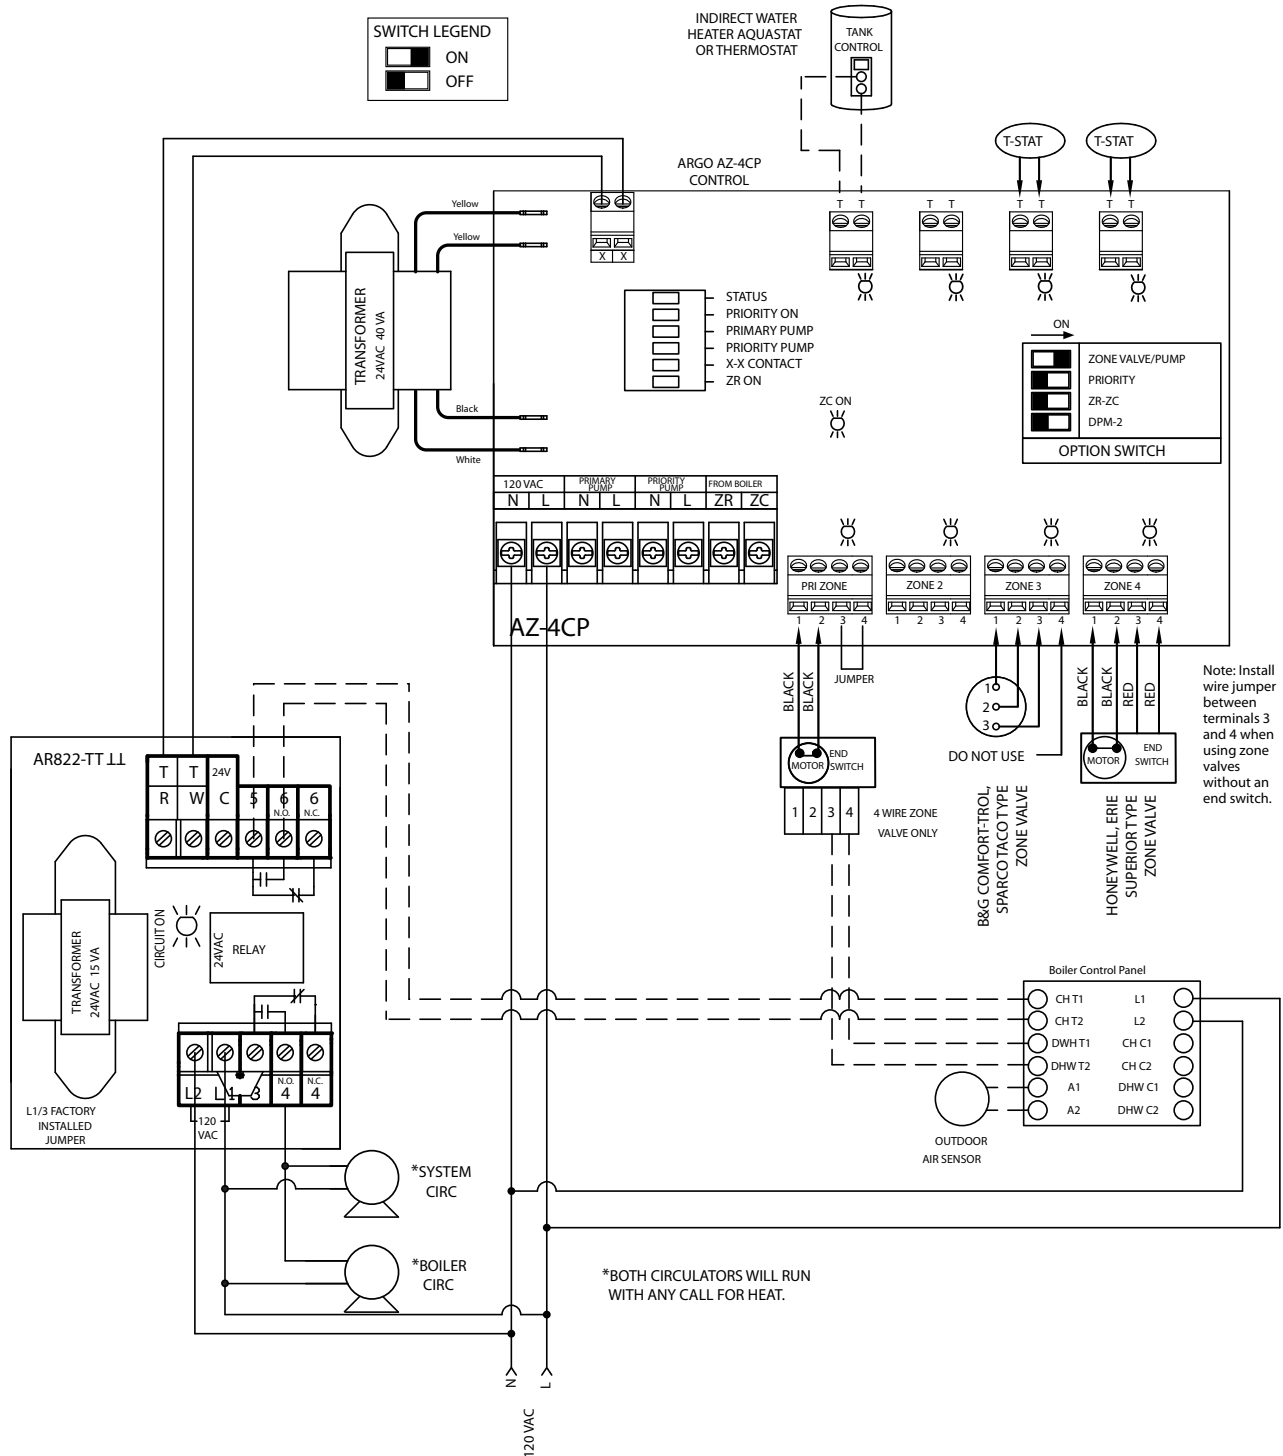 SWITCH LEGEND
ON
OFF
INDIRECT WATER
HEATER AQUASTAT
OR THERMOSTAT
TANK
CONTROL
T-STAT
T-STAT
ARGO AZ-4CP
CONTROL
T T
T T
T T
T T
Yellow
Yellow
X X
TRANSFORMER
24VAC 40 VA
STATUS
PRIORITY ON
PRIMARY PUMP
PRIORITY PUMP
X-X CONTACT
ZR ON
ON
ZONE VALVE/PUMP
PRIORITY
ZR-ZC
DPM-2
OPTION SWITCH
ZC ON
Black
White
120 VAC
PRIMARY
PUMP
PRIORITY
PUMP
FROM BOILER
N L N L N L ZR ZC
PRI ZONE
ZONE 2
ZONE 3
ZONE 4
1 2 3 4
1 2 3 4
1 2 3 4
1 2 3 4
AZ-4CP
BLACK
BLACK
JUMPER
1
2
3
DO NOT USE
BLACK
BLACK
RED
RED
Note: Install
wire jumper
between
terminals 3
and 4 when
using zone
valves
without an
end switch.
MOTOR
END
SWITCH
1 2 3 4
4 WIRE ZONE
VALVE ONLY
MOTOR
END
SWITCH
B&G COMFORT-TROL,
SPARCO TACO TYPE
ZONE VALVE
HONEYWELL, ERIE
SUPERIOR TYPE
ZONE VALVE
AR822-TT
T T 24V
R W C 5 6 6
N.O. N.C.
TRANSFORMER
24VAC 15 VA
CIRCUIT ON
24VAC
RELAY
L2 L1 3 4 4
N.O. N.C.
120
VAC
L1/3 FACTORY
INSTALLED
JUMPER
Boiler Control Panel
CH T1 L1
CH T2 L2
DWH T1 CH C1
DHW T2 CH C2
A1 DHW C1
A2 DHW C2
OUTDOOR
AIR SENSOR
*SYSTEM
CIRC
*BOILER
CIRC
*BOTH CIRCULATORS WILL RUN
WITH ANY CALL FOR HEAT.
N
L
120 VAC